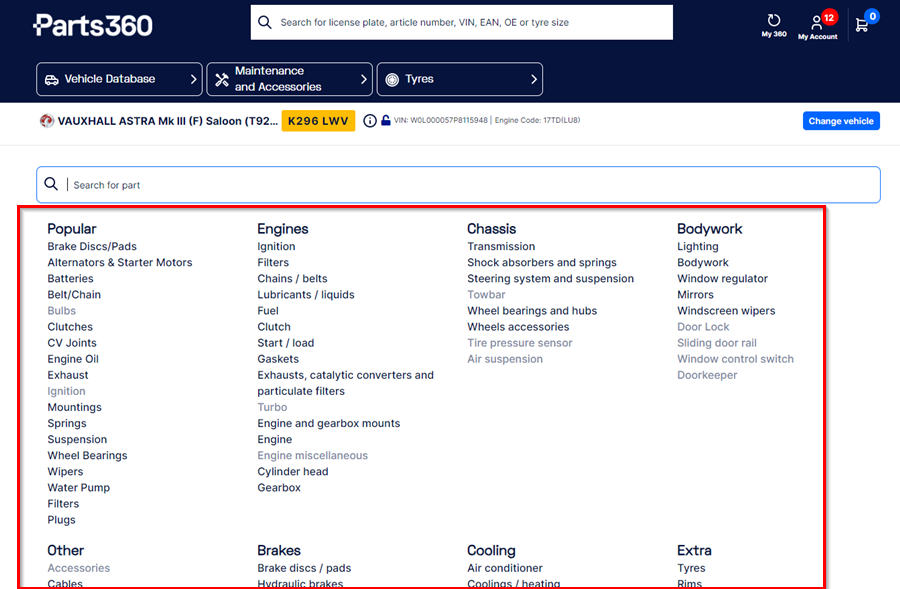 Parts360
Search for license plate, article number, VIN, EAN, OE or tyre size
My 360
12
My Account
0
Vehicle Database
Maintenance
and Accessories
Tyres
VAUXHALL ASTRA Mk III (F) Saloon (T92...
K296 LWV
VIN: W0L000057P8115948 | Engine Code: 17TD(LU8)
Change vehicle
Search for part
Popular
Brake Discs/Pads
Alternators & Starter Motors
Batteries
Belt/Chain
Bulbs
Clutches
CV Joints
Engine Oil
Exhaust
Ignition
Mountings
Springs
Suspension
Wheel Bearings
Wipers
Water Pump
Filters
Plugs
Engines
Ignition
Filters
Chains / belts
Lubricants / liquids
Fuel
Clutch
Start / load
Gaskets
Exhausts, catalytic converters and
particulate filters
Turbo
Engine and gearbox mounts
Engine
Engine miscellaneous
Cylinder head
Gearbox
Chassis
Transmission
Shock absorbers and springs
Steering system and suspension
Towbar
Wheel bearings and hubs
Wheels accessories
Tire pressure sensor
Air suspension
Bodywork
Lighting
Bodywork
Window regulator
Mirrors
Windscreen wipers
Door Lock
Sliding door rail
Window control switch
Doorkeeper
Other
Accessories
Cables
Brakes
Brake discs / pads
Hydraulic brakes
Cooling
Air conditioner
Coolings / heating
Extra
Tyres
Rims